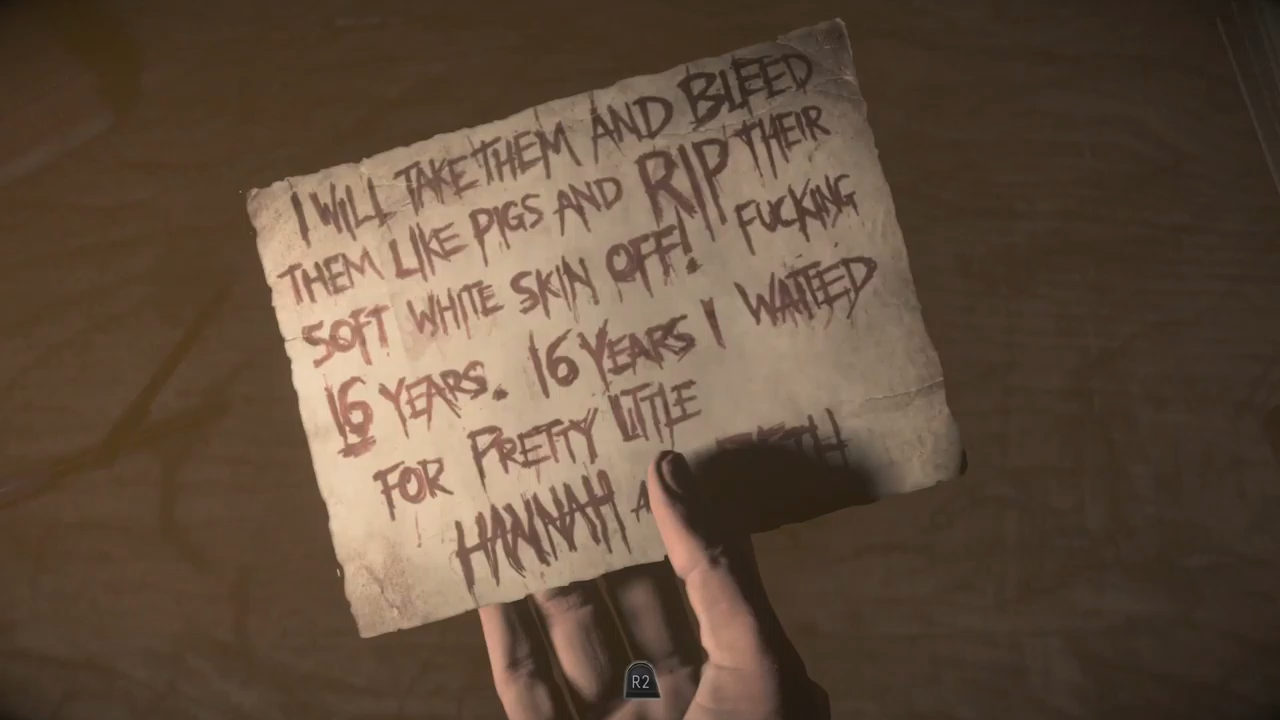 I WILL TAKE THEM AND BLEED
THEM LIKE PIGS AND RIP THEIR
SOFT WHITE SKIN OFF! FUCKING
16 YEARS. 16 YEARS I WAITED
FOR PRETTY LITTLE
HANNAH
R2